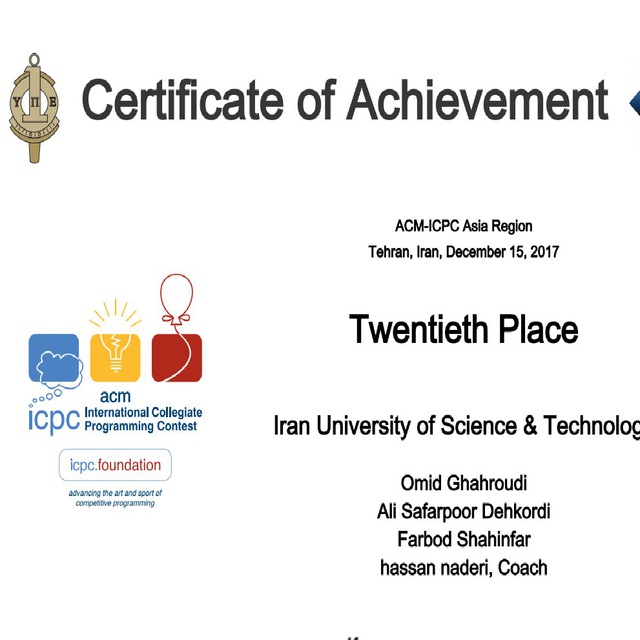 Certificate of Achievement
ΥΠΕ
ACM-ICPC Asia Region
Tehran, Iran, December 15, 2017
Twentieth Place
acm
icpc International Collegiate
Programming Contest
icpc.foundation
advancing the art and sport of
competitive programming
Iran University of Science & Technolog
Omid Ghahroudi
Ali Safarpoor Dehkordi
Farbod Shahinfar
hassan naderi, Coach